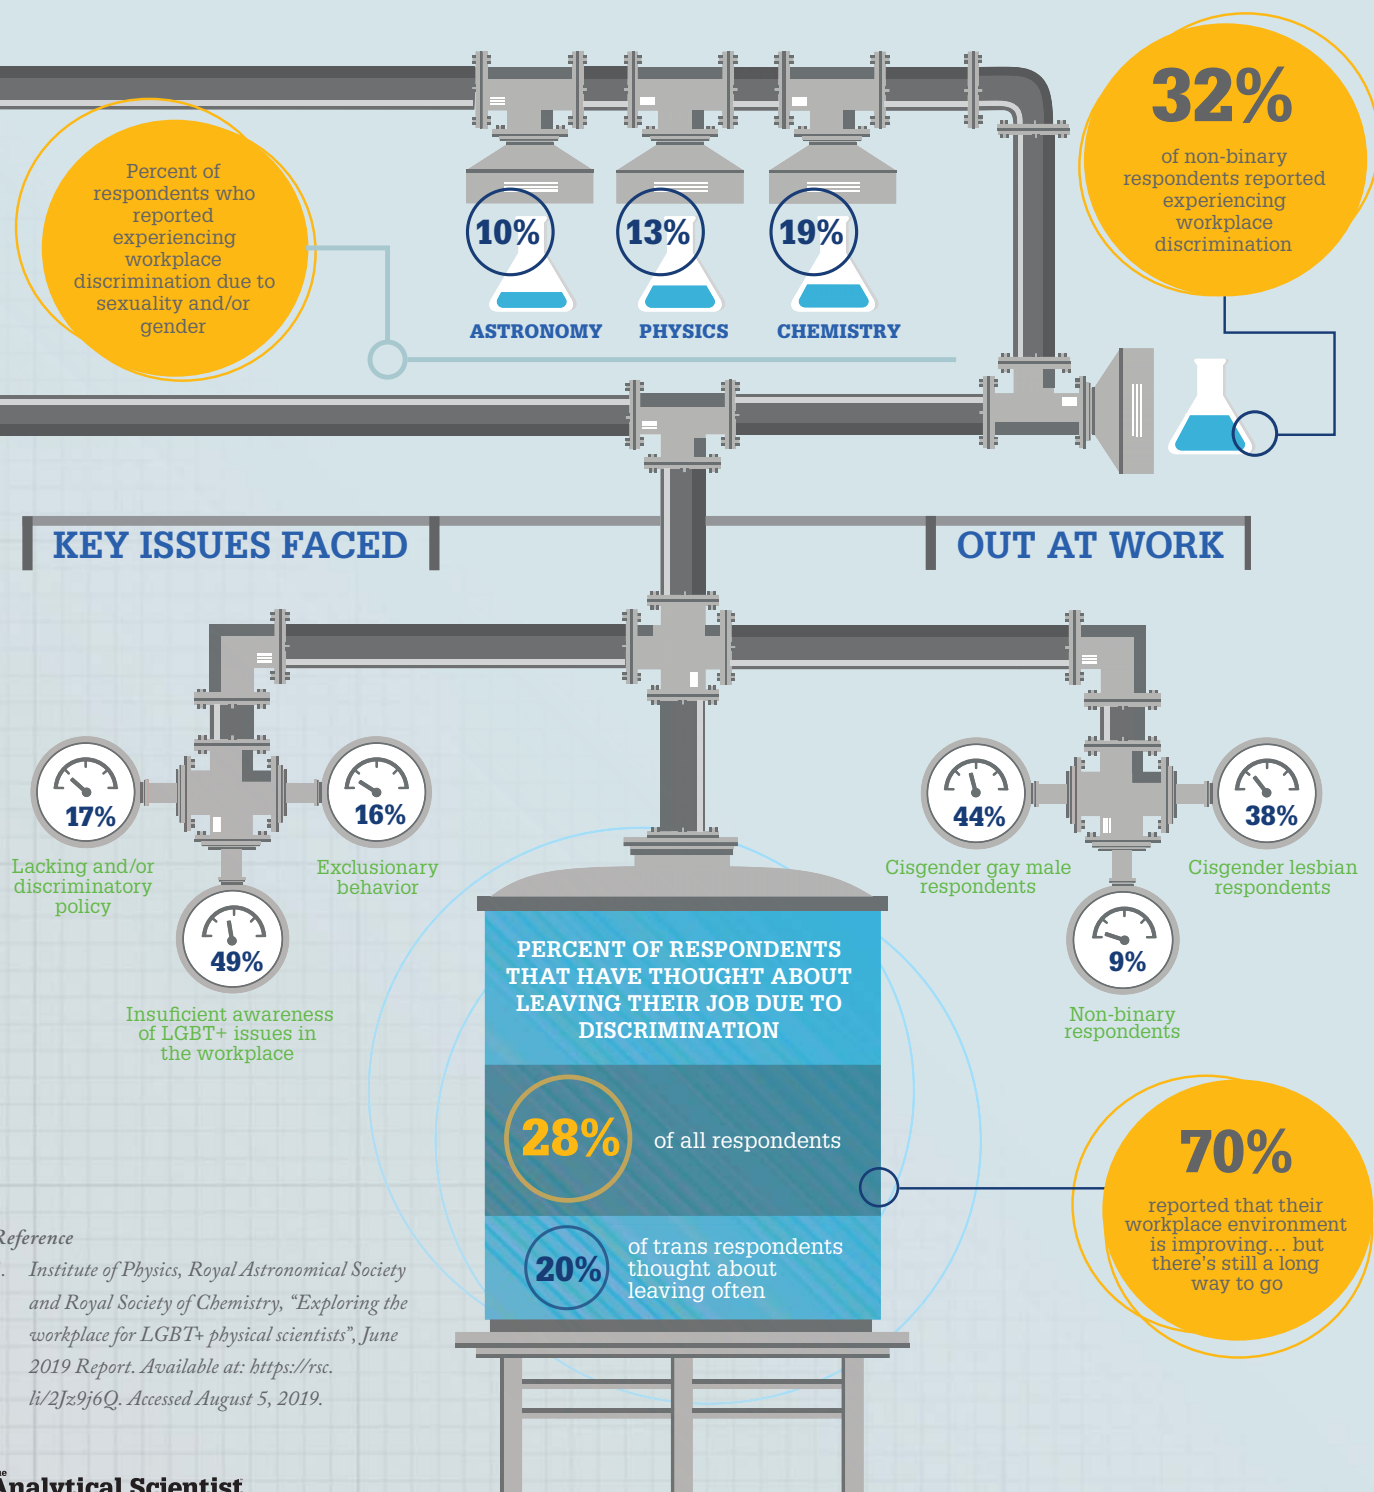 32%
of non-binary
respondents reported
experiencing
workplace
discrimination
Percent of
respondents who
reported
experiencing
workplace
discrimination due to
sexuality and/or
gender
10%
13%
19%
ASTRONOMY
PHYSICS
CHEMISTRY
KEY ISSUES FACED
OUT AT WORK
17%
Lacking and/or
discriminatory
policy
16%
Exclusionary
behavior
49%
Insuficient awareness
of LGBT+ issues in
the workplace
44%
Cisgender gay male
respondents
38%
Cisgender lesbian
respondents
9%
Non-binary
respondents
PERCENT OF RESPONDENTS
THAT HAVE THOUGHT ABOUT
LEAVING THEIR JOB DUE TO
DISCRIMINATION
28%
of all respondents
20%
of trans respondents
thought about
leaving often
70%
reported that their
workplace environment
is improving... but
there's still a long
way to go
Reference
Institute of Physics, Royal Astronomical Society
and Royal Society of Chemistry, “Exploring the
workplace for LGBT+ physical scientists”, June
2019 Report. Available at: https://rsc.
li/2Jz9j6Q. Accessed August 5, 2019.
Analytical Scientist